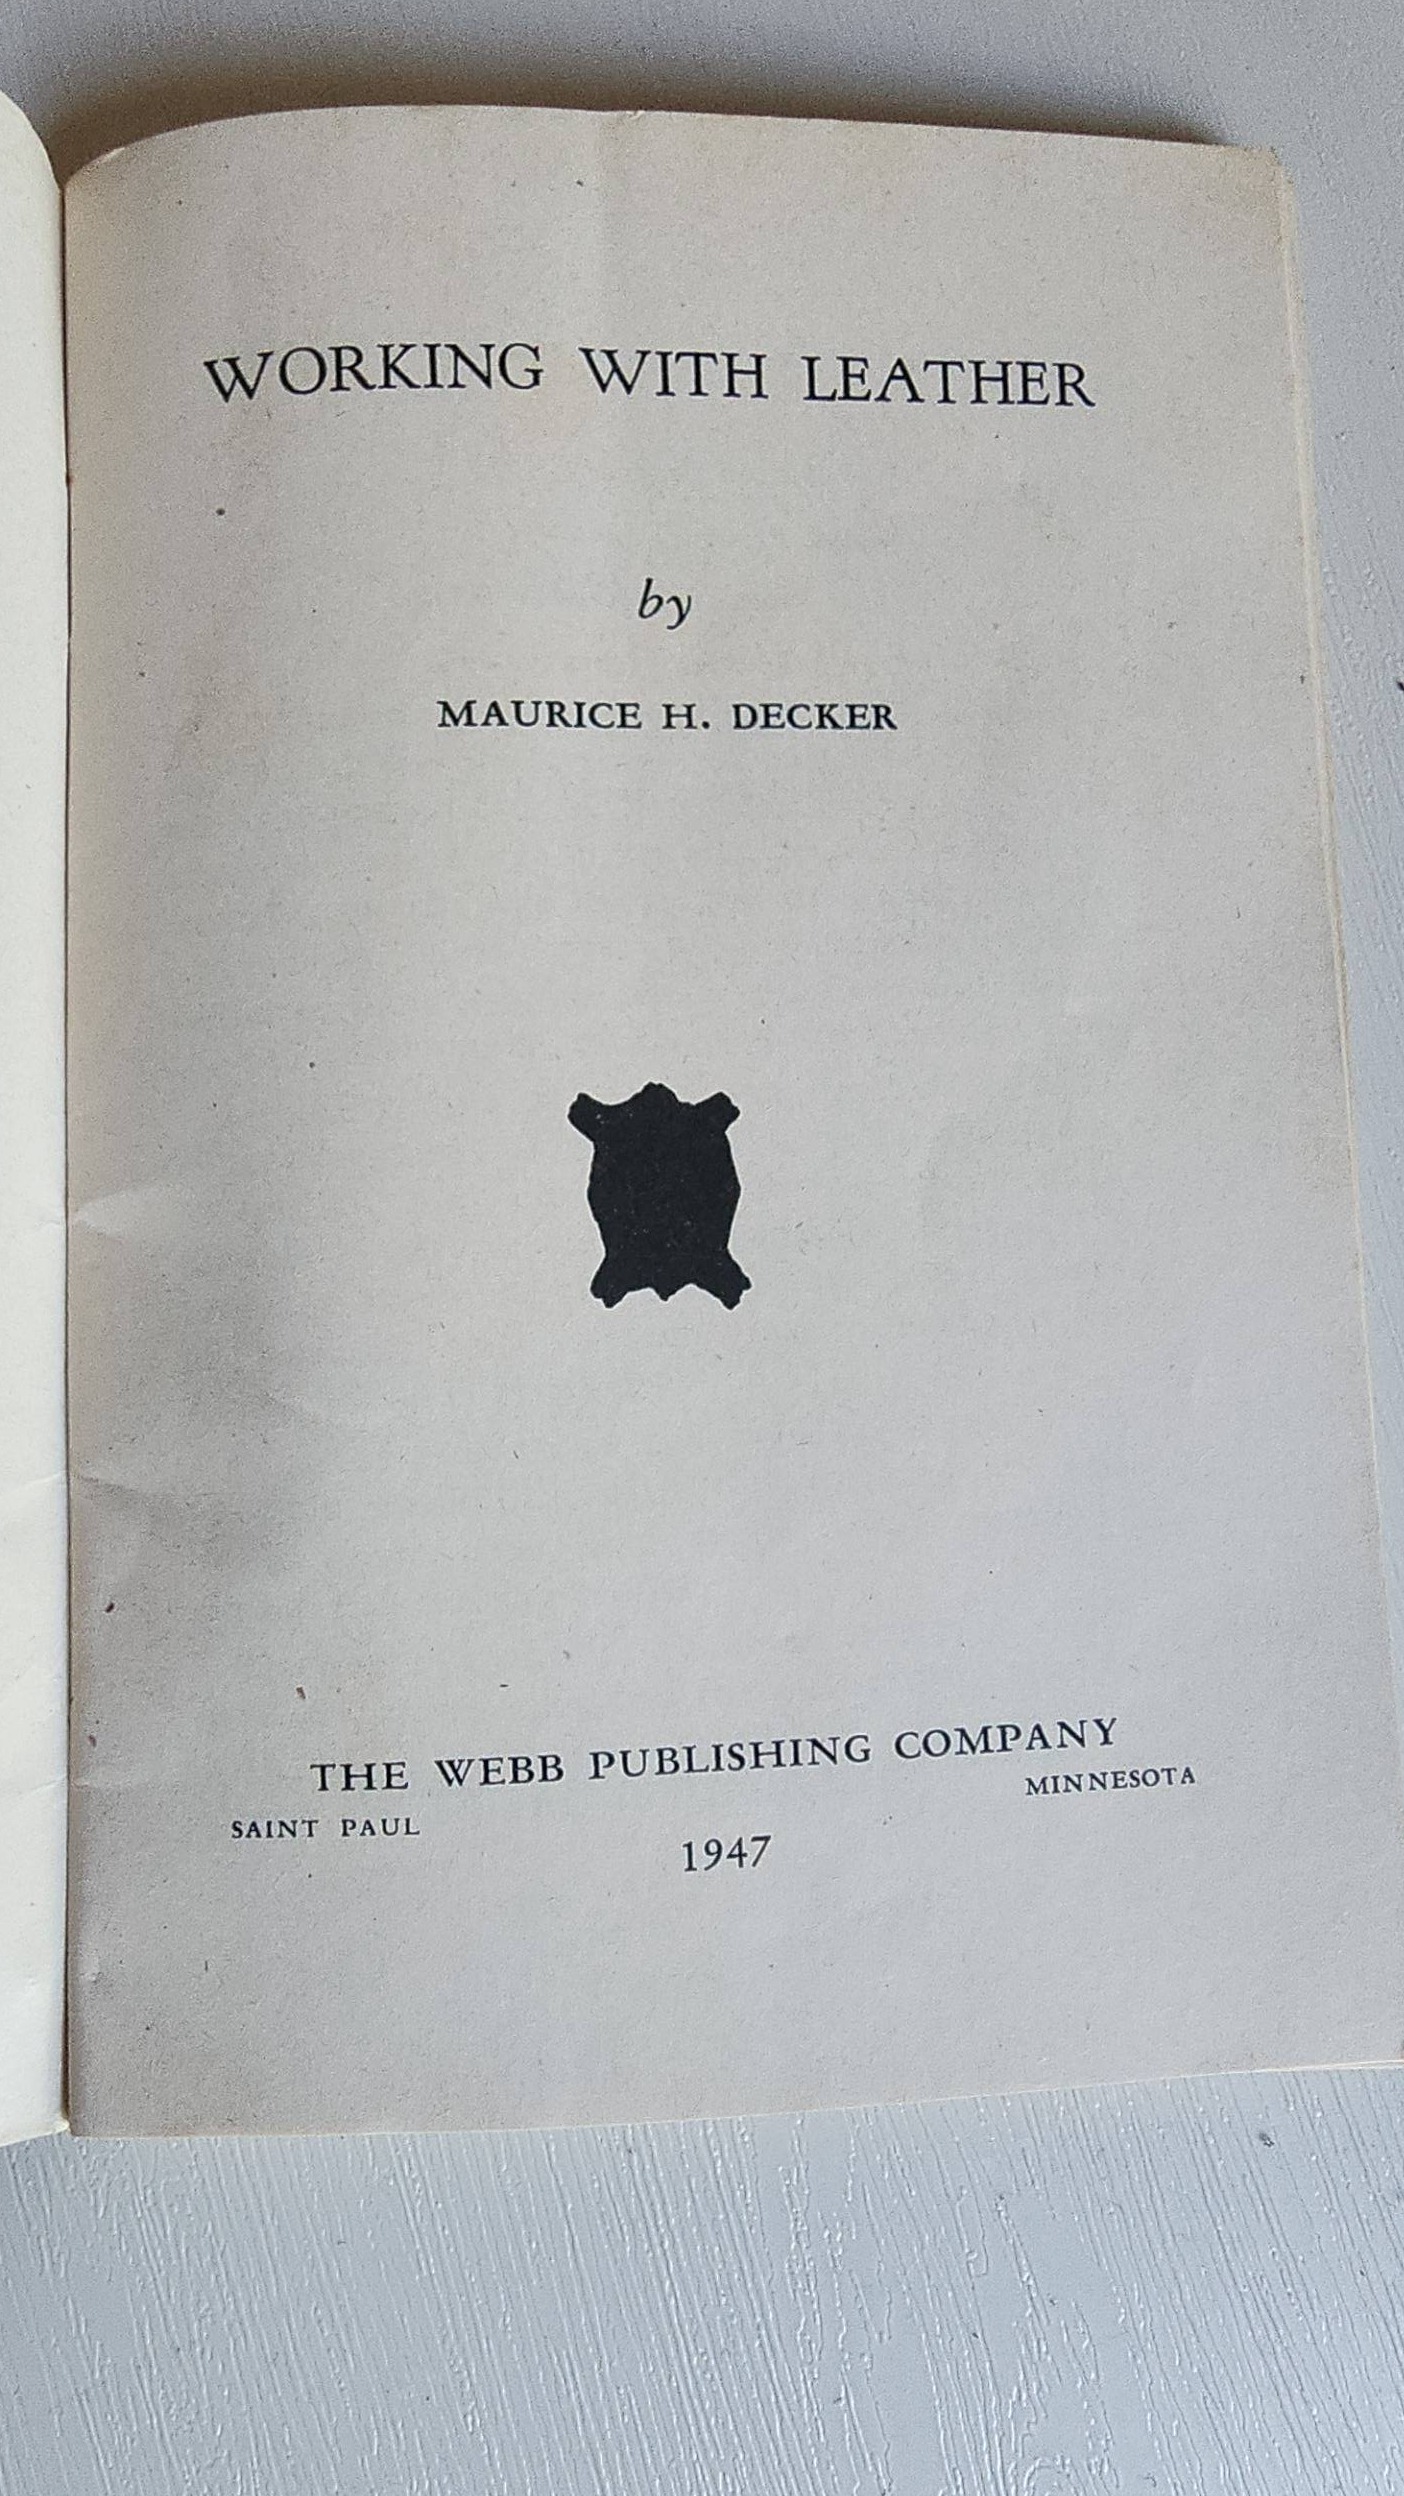 WORKING WITH LEATHER
by
MAURICE H. DECKER
THE WEBB PUBLISHING COMPANY
SAINT PAUL MINNESOTA
1947